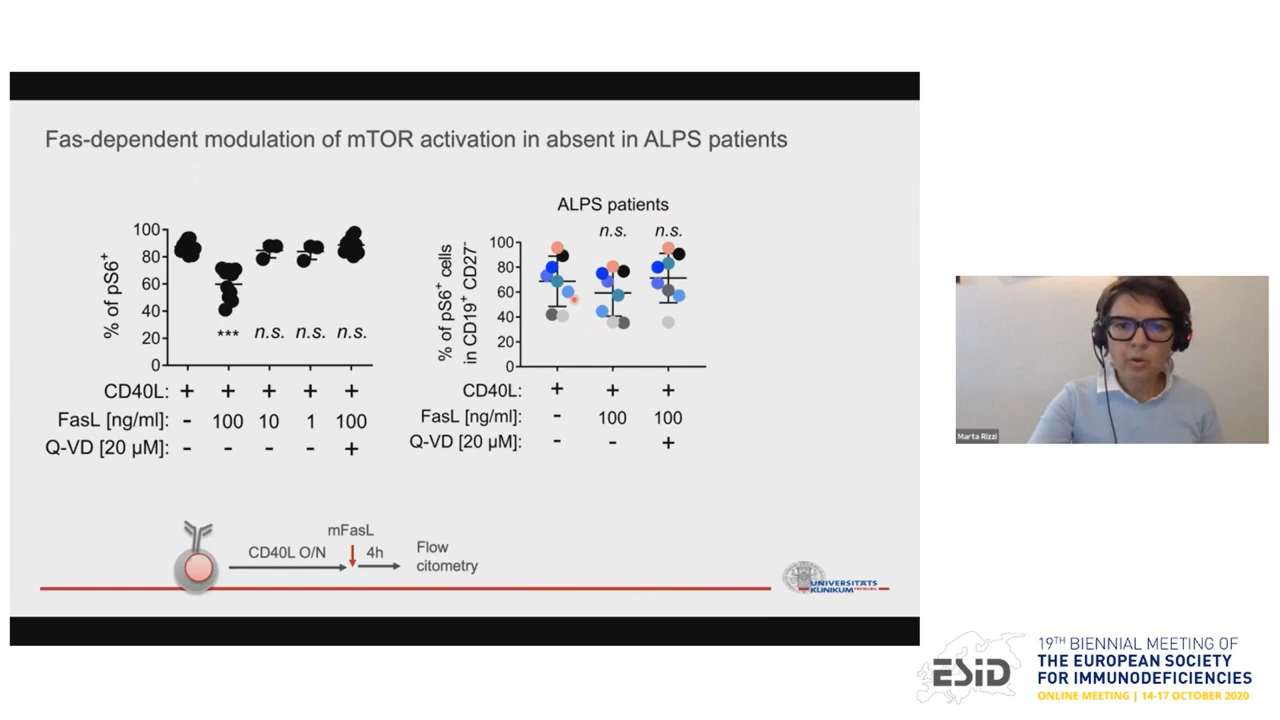 Fas-dependent modulation of mTOR activation in absent in ALPS patients
% of pS6+
100
80
60
40
20
0
*** n.s. n.s. n.s.
CD40L: + + + + +
FasL [ng/ml]: - 100 10 1 100
Q-VD [20 µM]: - - - - +
ALPS patients
n.s. n.s.
% of pS6+ cells
in CD19+ CD27-
100
80
60
40
20
0
CD40L: + + +
FasL [ng/ml]: - 100 100
Q-VD [20 µM]: - - +
mFasL
CD40L O/N
4h
Flow
citometry
UNIVERSITÄTS
KLINIKUM FREIBURG
Marta Rizzi
ESID
19TH BIENNIAL MEETING OF
THE EUROPEAN SOCIETY
FOR IMMUNODEFICIENCIES
ONLINE MEETING | 14-17 OCTOBER 2020